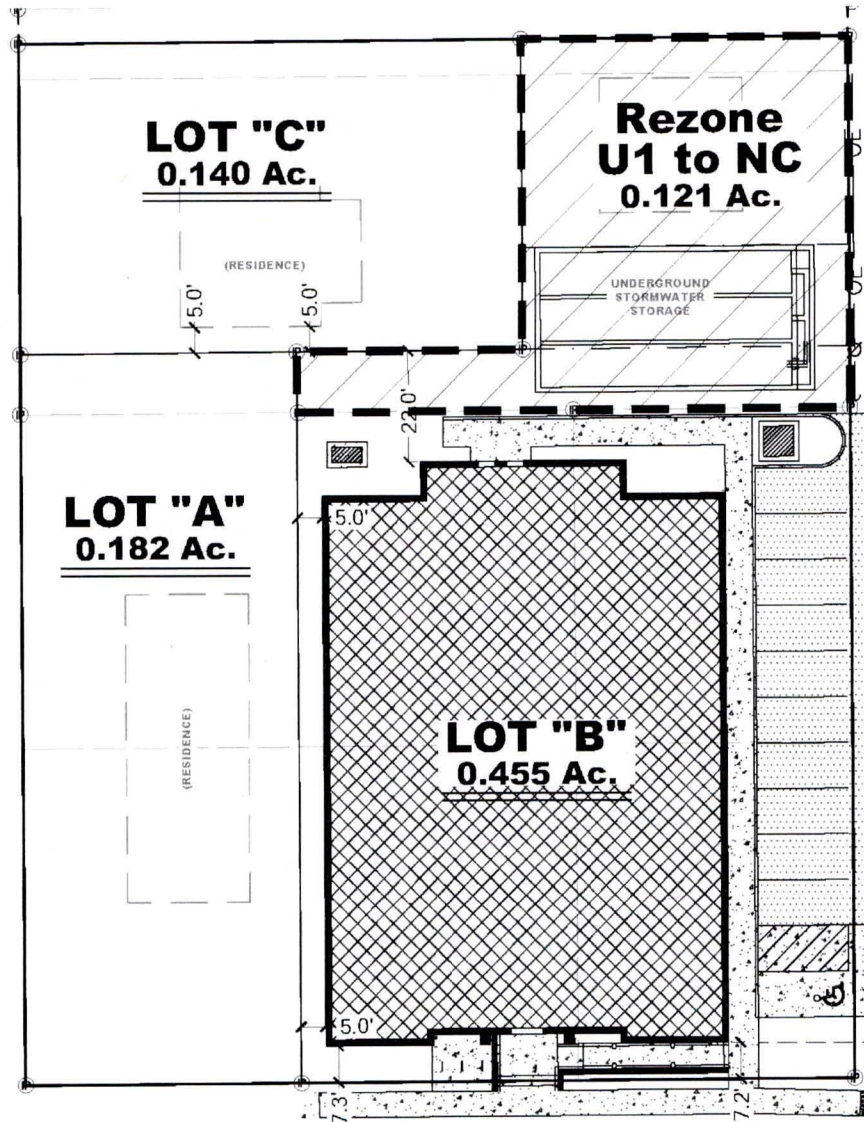 LOT "C"
0.140 Ac.
Rezone
U1 to NC
0.121 Ac.
(RESIDENCE)
5.0'
5.0'
UNDERGROUND
STORMWATER
STORAGE
22.0'
LOT "A"
0.182 Ac.
5.0'
(RESIDENCE)
LOT "B"
0.455 Ac.
5.0'
7.3'
7.2'